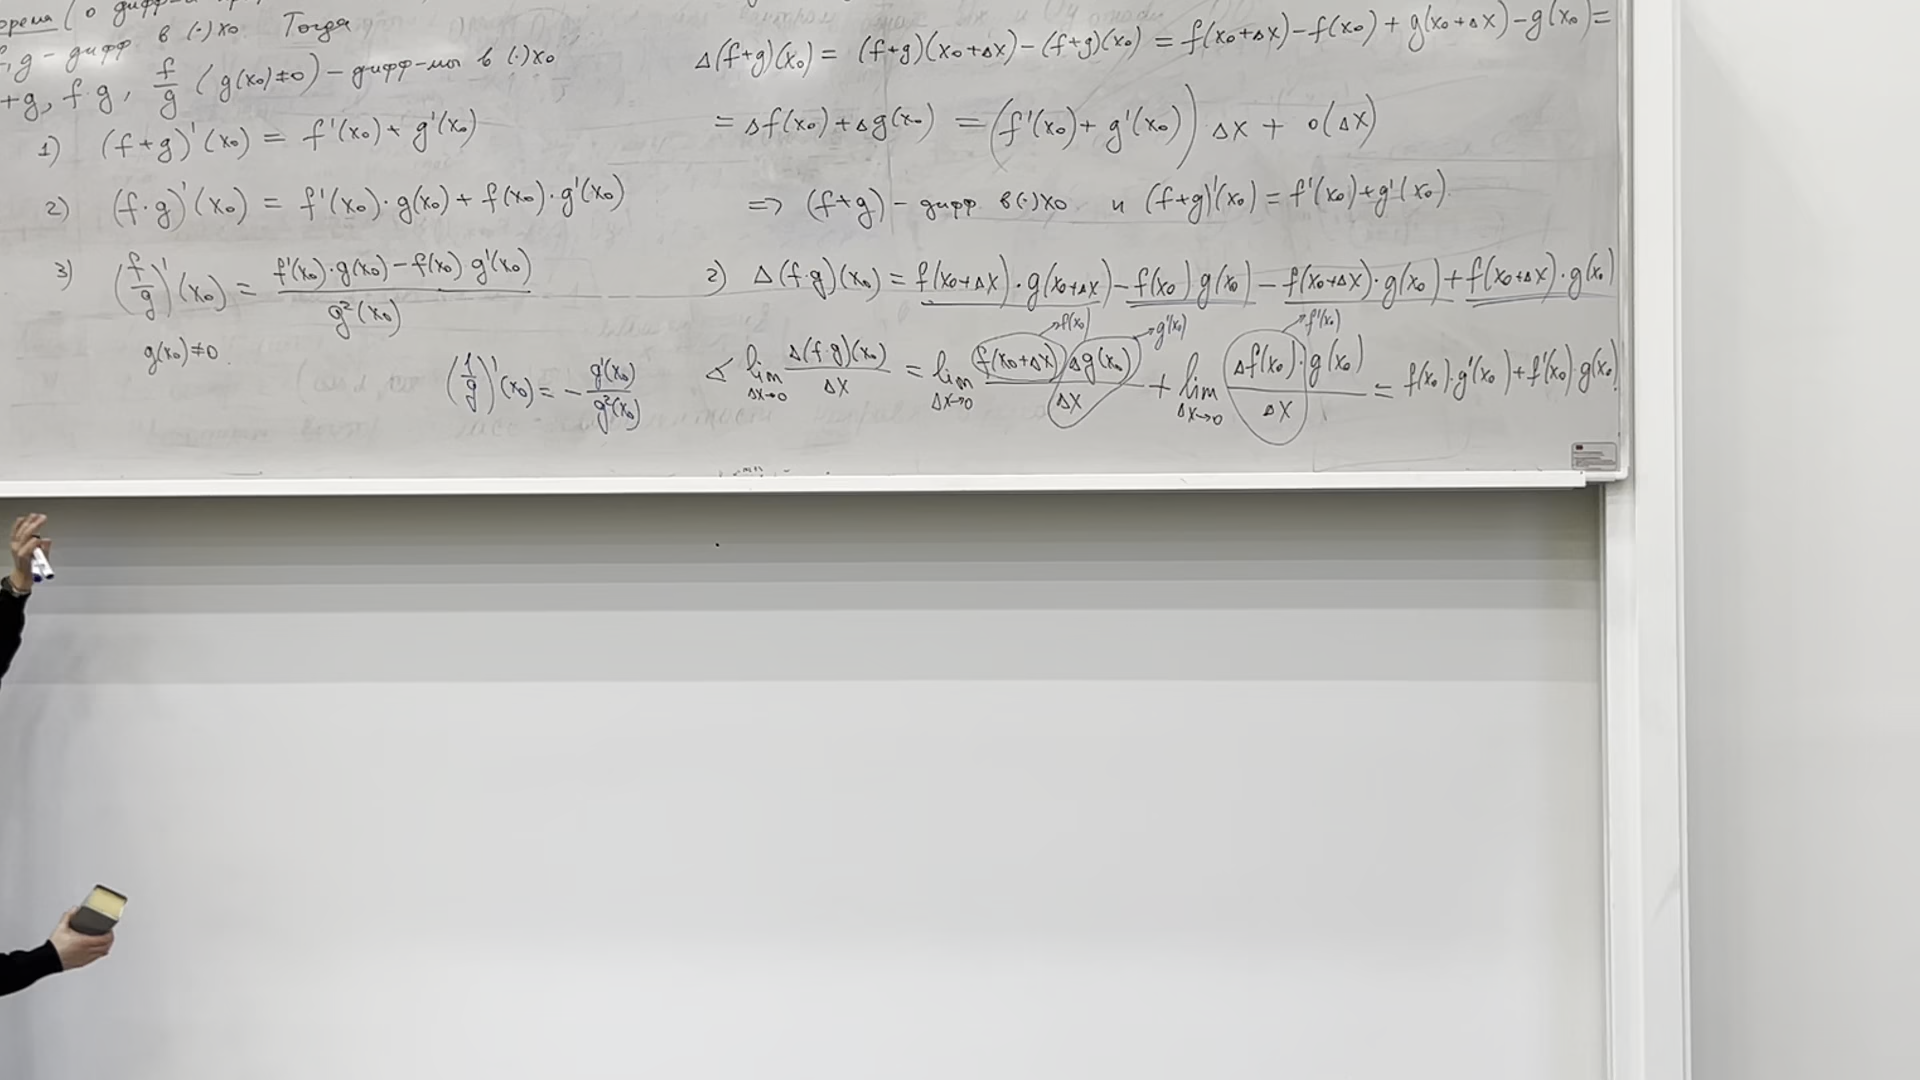 (о дифф
f, g - дифф в (·)x₀. Тогда
+g, f·g, f/g (g(x₀)≠0) - дифф-мы в (·)x₀
1) (f+g)'(x₀) = f'(x₀) + g'(x₀)
2) (f·g)'(x₀) = f'(x₀)·g(x₀) + f(x₀)·g'(x₀)
3) (f/g)'(x₀) = (f'(x₀)·g(x₀) - f(x₀) g'(x₀)) / g²(x₀)
g(x₀)≠0.
(1/g)'(x₀) = - g'(x₀)/g²(x₀)
Δ(f+g)(x₀) = (f+g)(x₀+Δx) - (f+g)(x₀) = f(x₀+Δx) - f(x₀) + g(x₀+Δx) - g(x₀) =
= Δf(x₀) + Δg(x₀) = (f'(x₀) + g'(x₀)) Δx + o(Δx)
=> (f+g) - дифф в(·)x₀ и (f+g)'(x₀) = f'(x₀)+g'(x₀).
2) Δ(f·g)(x₀) = f(x₀+Δx)·g(x₀+Δx) - f(x₀) g(x₀) - f(x₀+Δx)·g(x₀) + f(x₀+Δx)·g(x₀)
→f(x₀) →g'(x₀) →f'(x₀)
lim Δx→0 Δ(f·g)(x₀)/Δx = lim Δx→0 f(x₀+Δx) Δg(x₀)/Δx + lim Δx→0 Δf(x₀)·g(x₀)/Δx = f(x₀)·g'(x₀) + f'(x₀)·g(x₀)